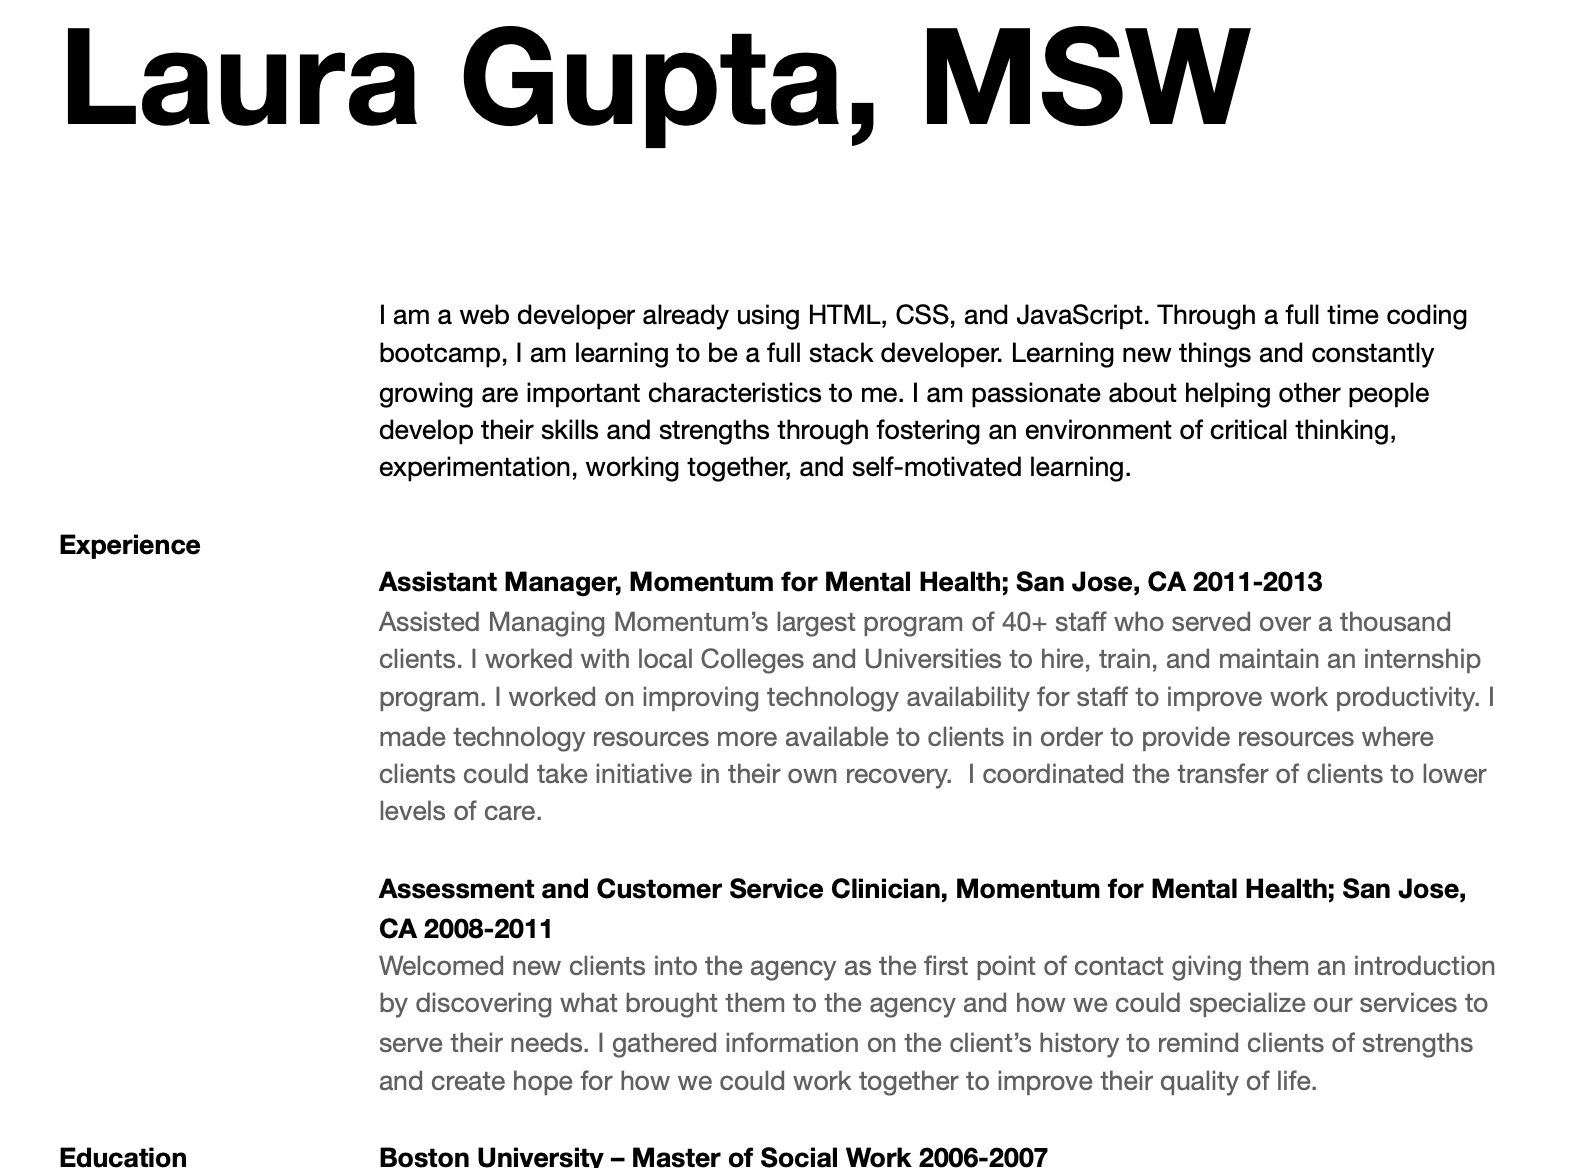 Laura Gupta, MSW
I am a web developer already using HTML, CSS, and JavaScript. Through a full time coding
bootcamp, I am learning to be a full stack developer. Learning new things and constantly
growing are important characteristics to me. I am passionate about helping other people
develop their skills and strengths through fostering an environment of critical thinking,
experimentation, working together, and self-motivated learning.
Experience
Assistant Manager, Momentum for Mental Health; San Jose, CA 2011-2013
Assisted Managing Momentum’s largest program of 40+ staff who served over a thousand
clients. I worked with local Colleges and Universities to hire, train, and maintain an internship
program. I worked on improving technology availability for staff to improve work productivity. I
made technology resources more available to clients in order to provide resources where
clients could take initiative in their own recovery.  I coordinated the transfer of clients to lower
levels of care.
Assessment and Customer Service Clinician, Momentum for Mental Health; San Jose,
CA 2008-2011
Welcomed new clients into the agency as the first point of contact giving them an introduction
by discovering what brought them to the agency and how we could specialize our services to
serve their needs. I gathered information on the client’s history to remind clients of strengths
and create hope for how we could work together to improve their quality of life.
Education Boston University – Master of Social Work 2006-2007